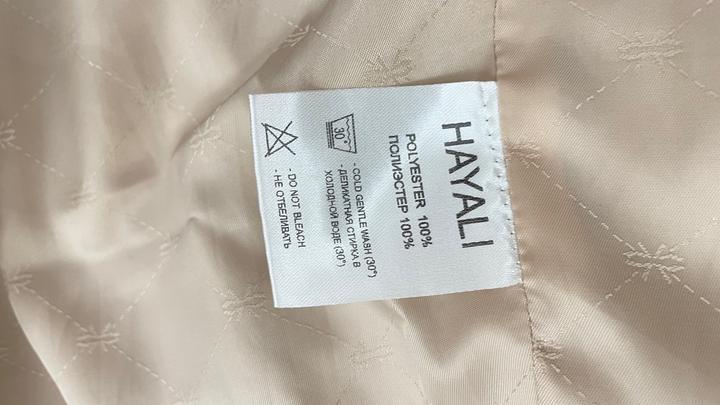 HAYALI
POLYESTER 100%
ПОЛИЭСТЕР 100%
30°
- COLD GENTLE WASH (30°)
- ДЕЛИКАТНАЯ СТИРКА В
ХОЛОДНОЙ ВОДЕ (30°)
- DO NOT BLEACH
- НЕ ОТБЕЛИВАТЬ